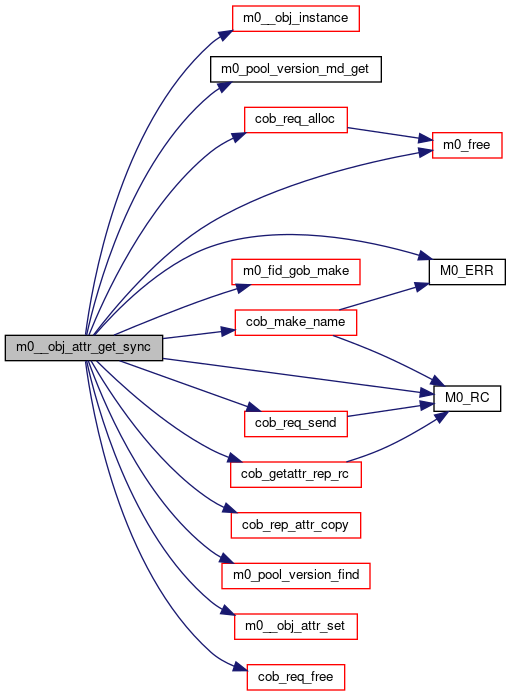 m0__obj_instance
m0_pool_version_md_get
cob_req_alloc
m0_free
m0_fid_gob_make
M0_ERR
cob_make_name
m0__obj_attr_get_sync
M0_RC
cob_req_send
cob_getattr_rep_rc
cob_rep_attr_copy
m0_pool_version_find
m0__obj_attr_set
cob_req_free